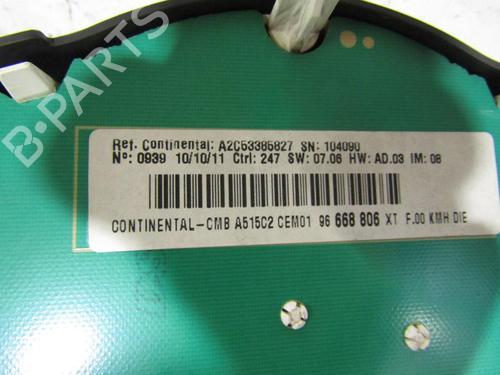 Ref. Continental: A2C53385827 SN: 104090
Nº: 0939 10/10/11 Ctrl: 247 SW: 07.06 HW: AD.03 IM: 08
CONTINENTAL-CMB A515C2 CEM01 96 668 806 XT F.00 KMH DIE